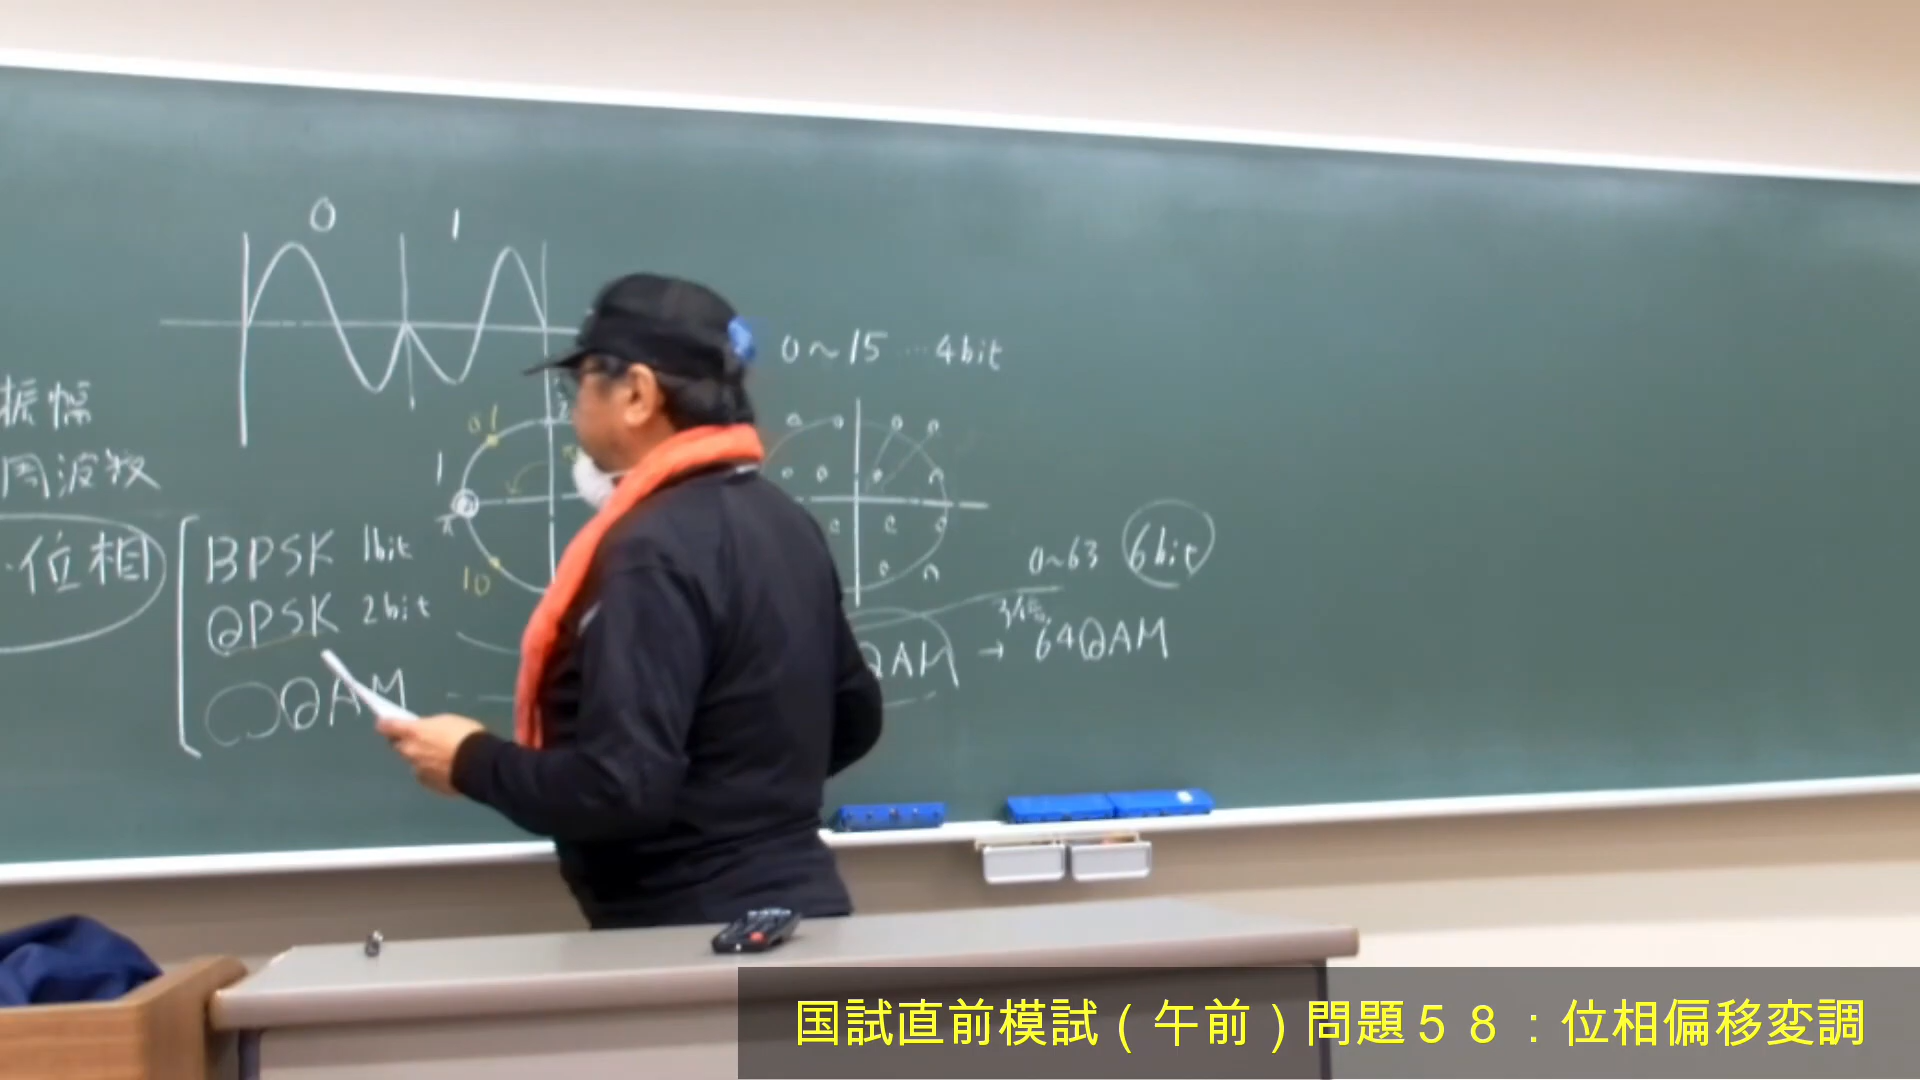 0 1
振幅
周波数
位相
BPSK 1bit
QPSK 2bit
QAM
01
1
π
10
0~15 … 4bit
0~63 6bit
QAM → 64QAM
国試直前模試（午前）問題５８：位相偏移変調